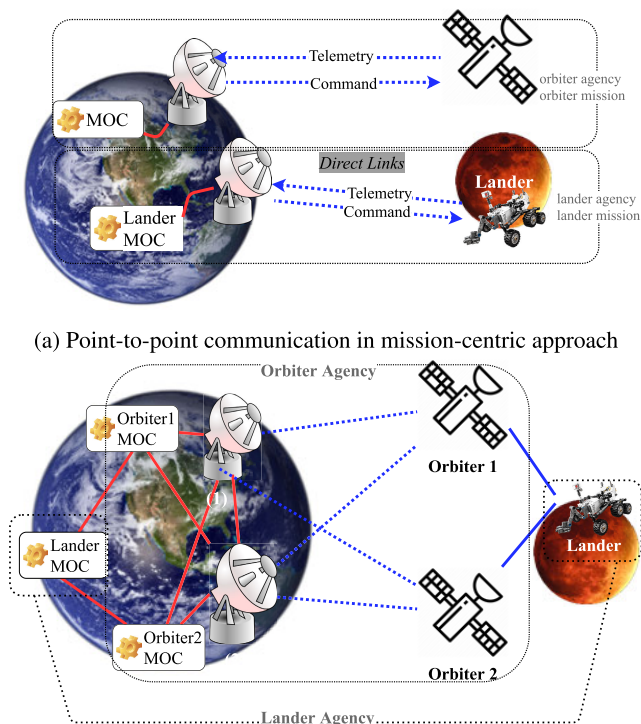 Telemetry
Command
orbiter agency
orbiter mission
MOC
Direct Links
Lander
Telemetry
Command
lander agency
lander mission
Lander
MOC
(a) Point-to-point communication in mission-centric approach
Orbiter Agency
Orbiter1
MOC
Orbiter 1
Lander
MOC
Lander
Orbiter2
MOC
Orbiter 2
Lander Agency